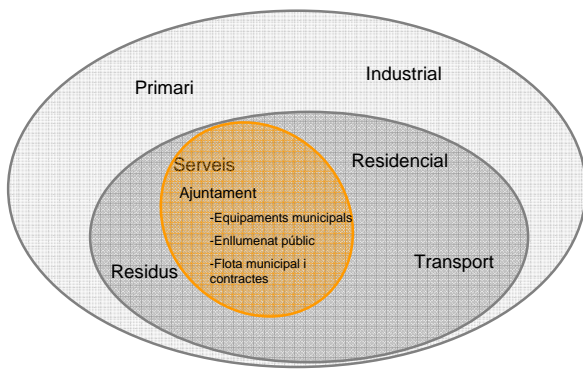 Industrial
Primari
Serveis
Residencial
Ajuntament
-Equipaments municipals
-Enllumenat públic
-Flota municipal i
contractes
Residus
Transport